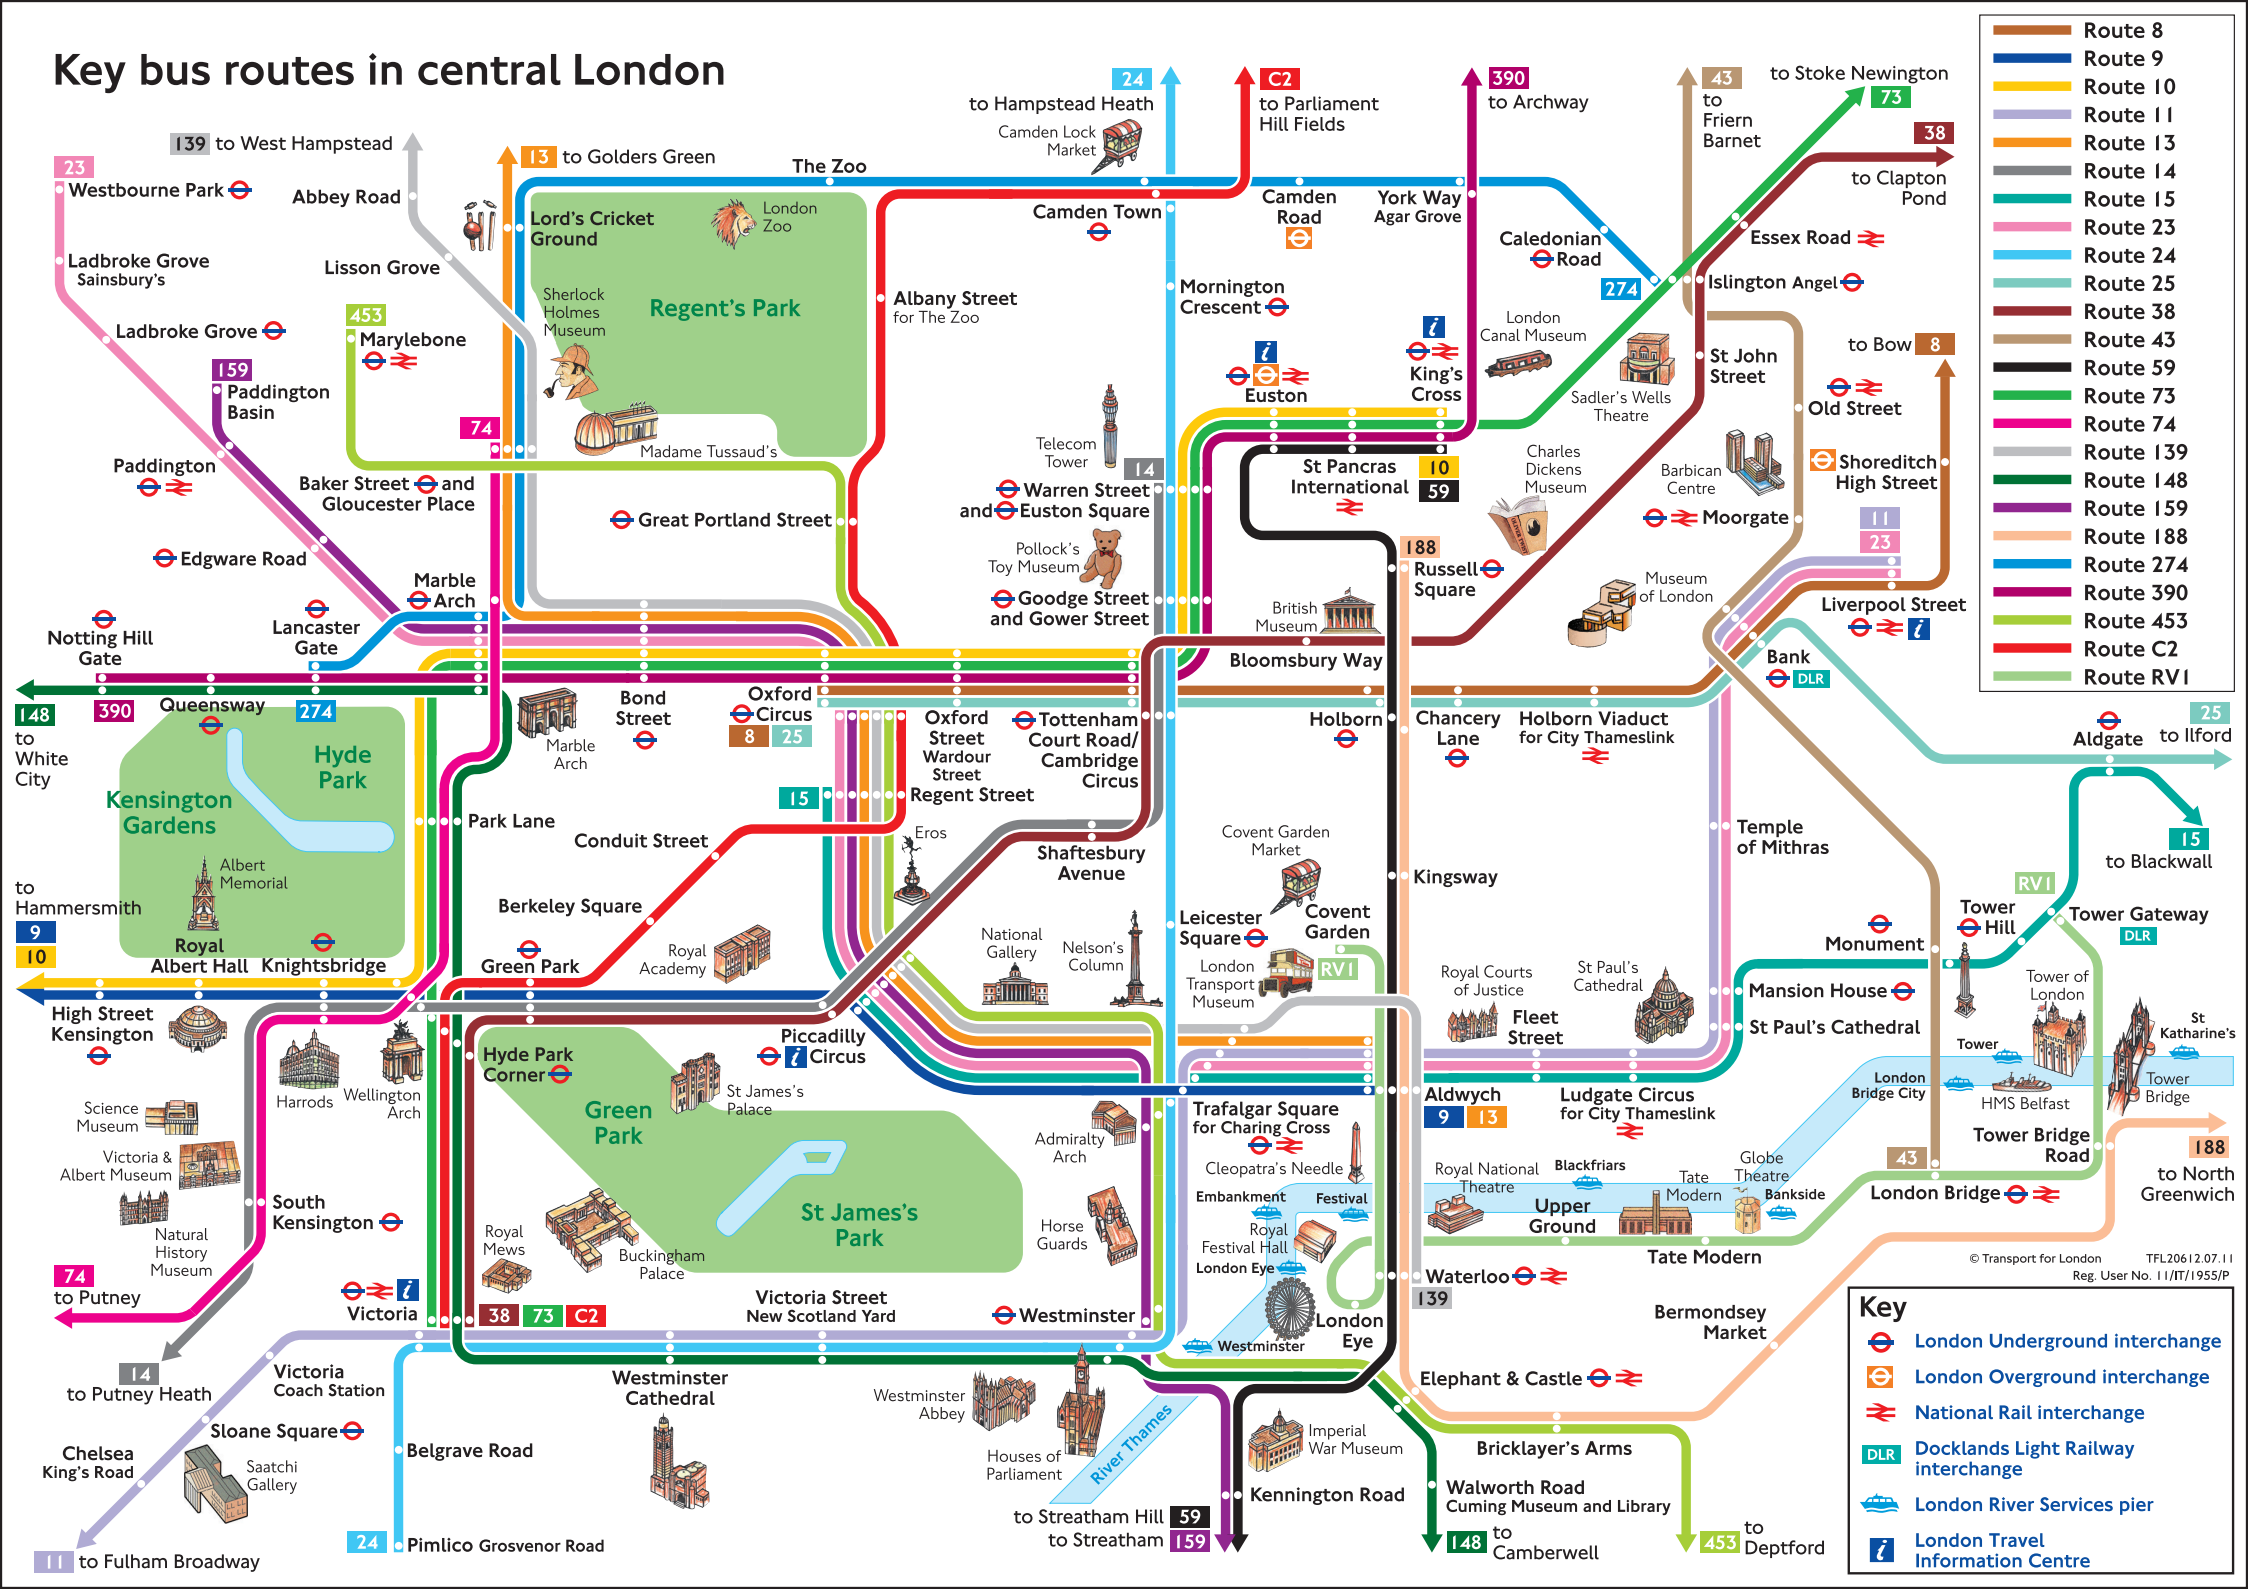 Key bus routes in central London
Route 8
Route 9
Route 10
Route 11
Route 13
Route 14
Route 15
Route 23
Route 24
Route 25
Route 38
Route 43
Route 59
Route 73
Route 74
Route 139
Route 148
Route 159
Route 188
Route 274
Route 390
Route 453
Route C2
Route RV1
24
to Hampstead Heath
Camden Lock
Market
C2
to Parliament
Hill Fields
390
to Archway
43
to
Friern
Barnet
to Stoke Newington
73
38
to Clapton
Pond
139 to West Hampstead
13 to Golders Green
23
Westbourne Park
Abbey Road
The Zoo
Lord's Cricket
Ground
London
Zoo
Camden Town
Camden
Road
York Way
Agar Grove
Caledonian
Road
274
Essex Road
Islington Angel
Ladbroke Grove
Sainsbury's
Lisson Grove
Sherlock
Holmes
Museum
Regent's Park
Albany Street
for The Zoo
Mornington
Crescent
London
Canal Museum
453
Marylebone
Ladbroke Grove
159
Paddington
Basin
Euston
King's
Cross
Sadler's Wells
Theatre
St John
Street
to Bow 8
Old Street
74
Madame Tussaud's
Telecom
Tower
14
Paddington
Baker Street and
Gloucester Place
Great Portland Street
Warren Street
and Euston Square
St Pancras
International
10
59
Charles
Dickens
Museum
Barbican
Centre
Shoreditch
High Street
Moorgate
11
23
Edgware Road
Pollock's
Toy Museum
188
Russell
Square
Marble
Arch
Goodge Street
and Gower Street
British
Museum
Museum
of London
Liverpool Street
Notting Hill
Gate
Lancaster
Gate
Bloomsbury Way
Bank
DLR
148
to
White
City
390
Queensway
274
Hyde
Park
Kensington
Gardens
Marble
Arch
Bond
Street
Oxford
Circus
8 25
Oxford
Street
Wardour
Street
Regent Street
15
Tottenham
Court Road/
Cambridge
Circus
Holborn
Chancery
Lane
Holborn Viaduct
for City Thameslink
Aldgate
25
to Ilford
15
to Blackwall
Park Lane
Conduit Street
Eros
Shaftesbury
Avenue
Covent Garden
Market
Temple
of Mithras
Kingsway
Albert
Memorial
to
Hammersmith
9
10
Royal
Albert Hall
Knightsbridge
Berkeley Square
Green Park
Royal
Academy
National
Gallery
Nelson's
Column
Leicester
Square
Covent
Garden
London
Transport
Museum
RV1
Royal Courts
of Justice
St Paul's
Cathedral
Monument
Tower
Hill
RV1
Tower Gateway
DLR
Tower of
London
High Street
Kensington
Harrods
Wellington
Arch
Hyde Park
Corner
Piccadilly
Circus
St James's
Palace
Fleet
Street
Mansion House
St Paul's Cathedral
Tower
St
Katharine's
London
Bridge City
HMS Belfast
Tower
Bridge
Science
Museum
Green
Park
Admiralty
Arch
Trafalgar Square
for Charing Cross
Cleopatra's Needle
Aldwych
9 13
Ludgate Circus
for City Thameslink
Victoria &
Albert Museum
Embankment
Festival
Royal National
Theatre
Blackfriars
Upper
Ground
Tate
Modern
Globe
Theatre
Bankside
43
London Bridge
Tower Bridge
Road
188
to North
Greenwich
Natural
History
Museum
South
Kensington
Royal
Mews
Buckingham
Palace
St James's
Park
Horse
Guards
Royal
Festival Hall
London Eye
Waterloo
139
Tate Modern
© Transport for London
TFL20612.07.11
Reg. User No. 11/IT/1955/P
74
to Putney
Victoria
38 73 C2
Victoria Street
New Scotland Yard
Westminster
London
Eye
Westminster
Bermondsey
Market
14
to Putney Heath
Victoria
Coach Station
Westminster
Cathedral
Westminster
Abbey
Elephant & Castle
Sloane Square
Chelsea
King's Road
Saatchi
Gallery
Belgrave Road
Houses of
Parliament
River Thames
Imperial
War Museum
Bricklayer's Arms
Kennington Road
Walworth Road
Cuming Museum and Library
to Streatham Hill 59
to Streatham 159
148 to
Camberwell
453 to
Deptford
11 to Fulham Broadway
24 Pimlico Grosvenor Road
Key
London Underground interchange
London Overground interchange
National Rail interchange
DLR Docklands Light Railway
interchange
London River Services pier
London Travel
Information Centre